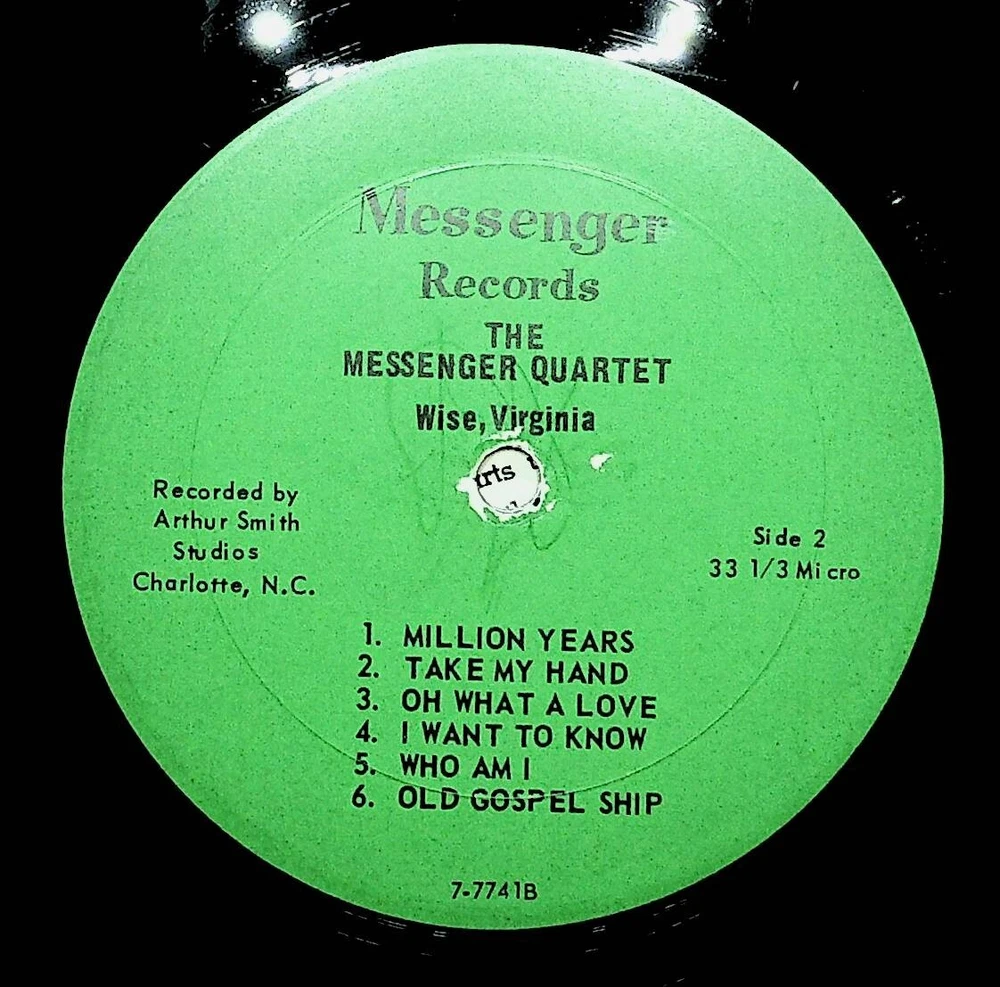 Messenger
Records
THE
MESSENGER QUARTET
Wise, Virginia
Recorded by
Arthur Smith
Studios
Charlotte, N.C.
Side 2
33 1/3 Micro
1. MILLION YEARS
2. TAKE MY HAND
3. OH WHAT A LOVE
4. I WANT TO KNOW
5. WHO AM I
6. OLD GOSPEL SHIP
7-7741B